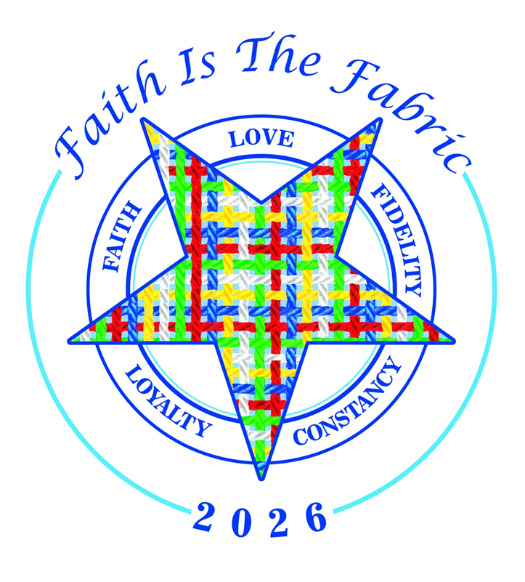 Faith Is The Fabric
LOVE
FIDELITY
CONSTANCY
LOYALTY
FAITH
2026